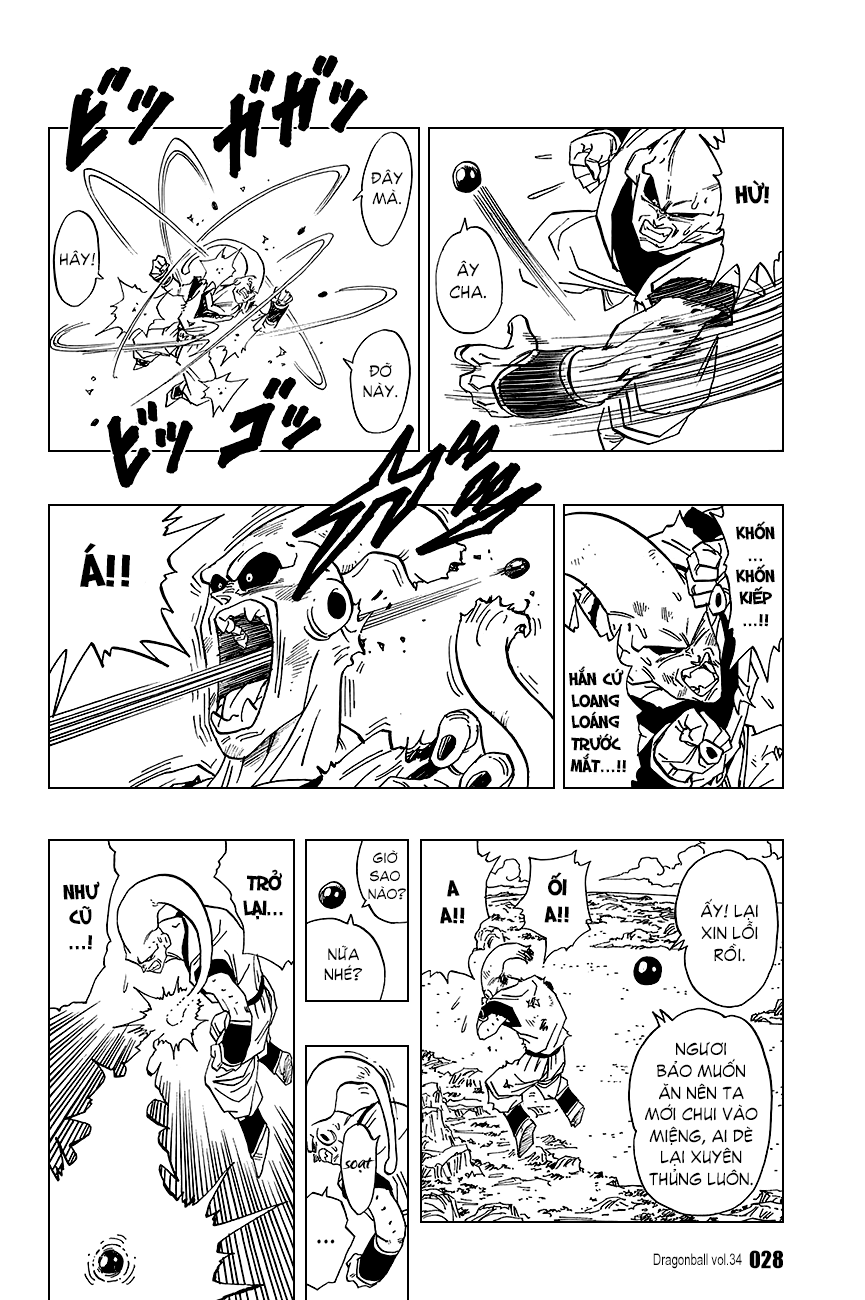 HỪ!
ÂY
CHA.
ビッ
ガガガッ
ĐÂY
MÀ.
HÂY!
ĐỠ
NÀY.
ビッ
ゴッ
KHỐN
...
KHỐN
KIẾP
...!!
HẮN CỨ
LOANG
LOÁNG
TRƯỚC
MẮT...!!
Á!!
ẤY! LẠI
XIN LỖI
RỒI.
NGƯƠI
BẢO MUỐN
ĂN NÊN TA
MỚI CHUI VÀO
MIỆNG, AI DÈ
LẠI XUYÊN
THỦNG LUÔN.
ỐI
A!!
A
A!!
GIỜ
SAO
NÀO?
NỮA
NHÉ?
soạt
...
TRỞ
LẠI...
NHƯ
CŨ
...!
Dragonball vol.34 028